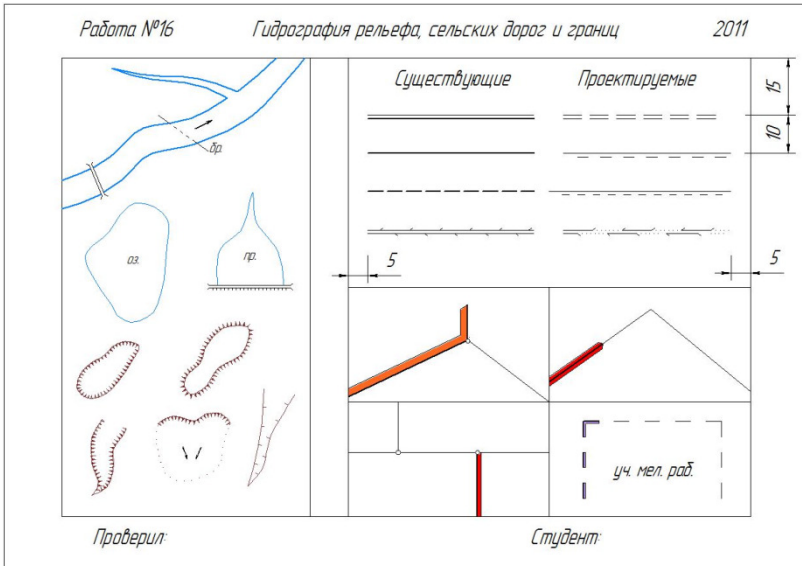 Работа №16 Гидрография рельефа, сельских дорог и границ 2011
Существующие Проектируемые
15
10
бр.
оз.
пр.
5
5
уч. мел. раб.
Проверил: Студент: